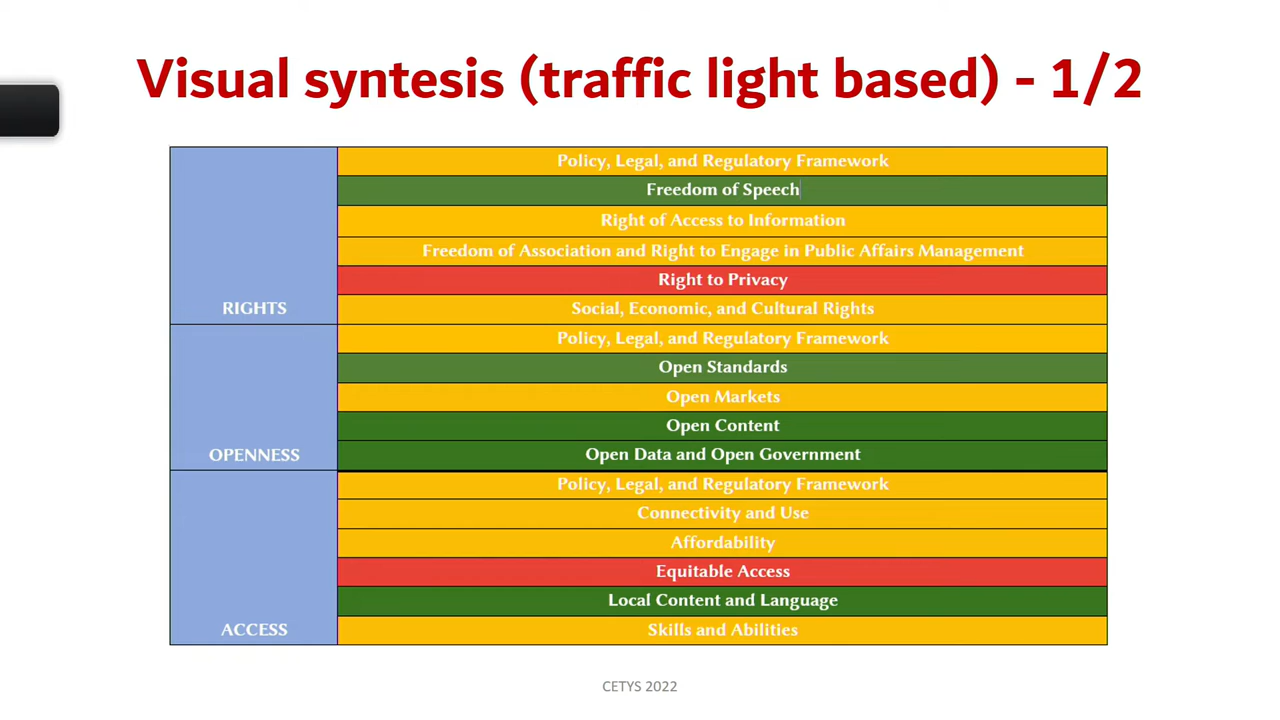 Visual syntesis (traffic light based) - 1/2
RIGHTS
Policy, Legal, and Regulatory Framework
Freedom of Speech
Right of Access to Information
Freedom of Association and Right to Engage in Public Affairs Management
Right to Privacy
Social, Economic, and Cultural Rights
OPENNESS
Policy, Legal, and Regulatory Framework
Open Standards
Open Markets
Open Content
Open Data and Open Government
ACCESS
Policy, Legal, and Regulatory Framework
Connectivity and Use
Affordability
Equitable Access
Local Content and Language
Skills and Abilities
CETYS 2022